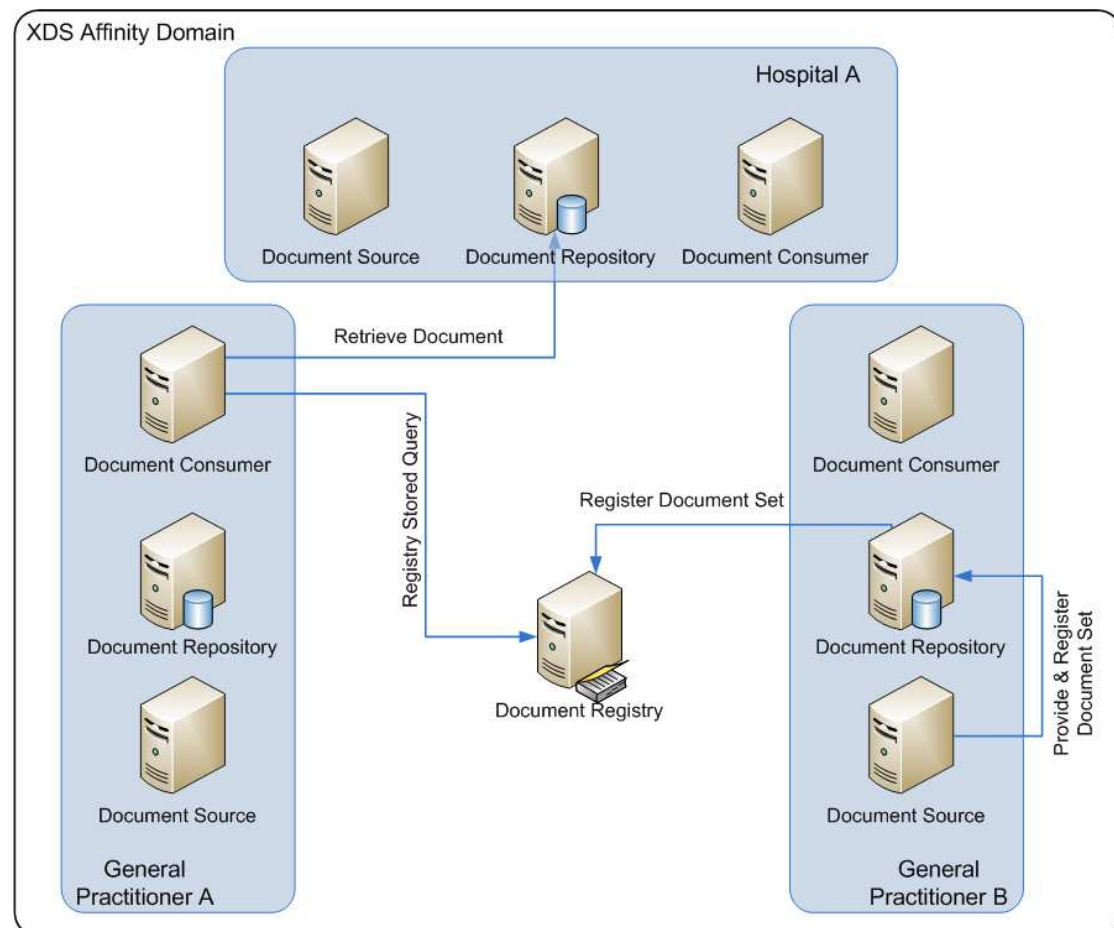 XDS Affinity Domain
Hospital A
Document Source
Document Repository
Document Consumer
Retrieve Document
Registry Stored Query
Document Consumer
Document Repository
Document Source
General
Practitioner A
Register Document Set
Document Registry
Document Consumer
Document Repository
Document Source
Provide & Register
Document Set
General
Practitioner B